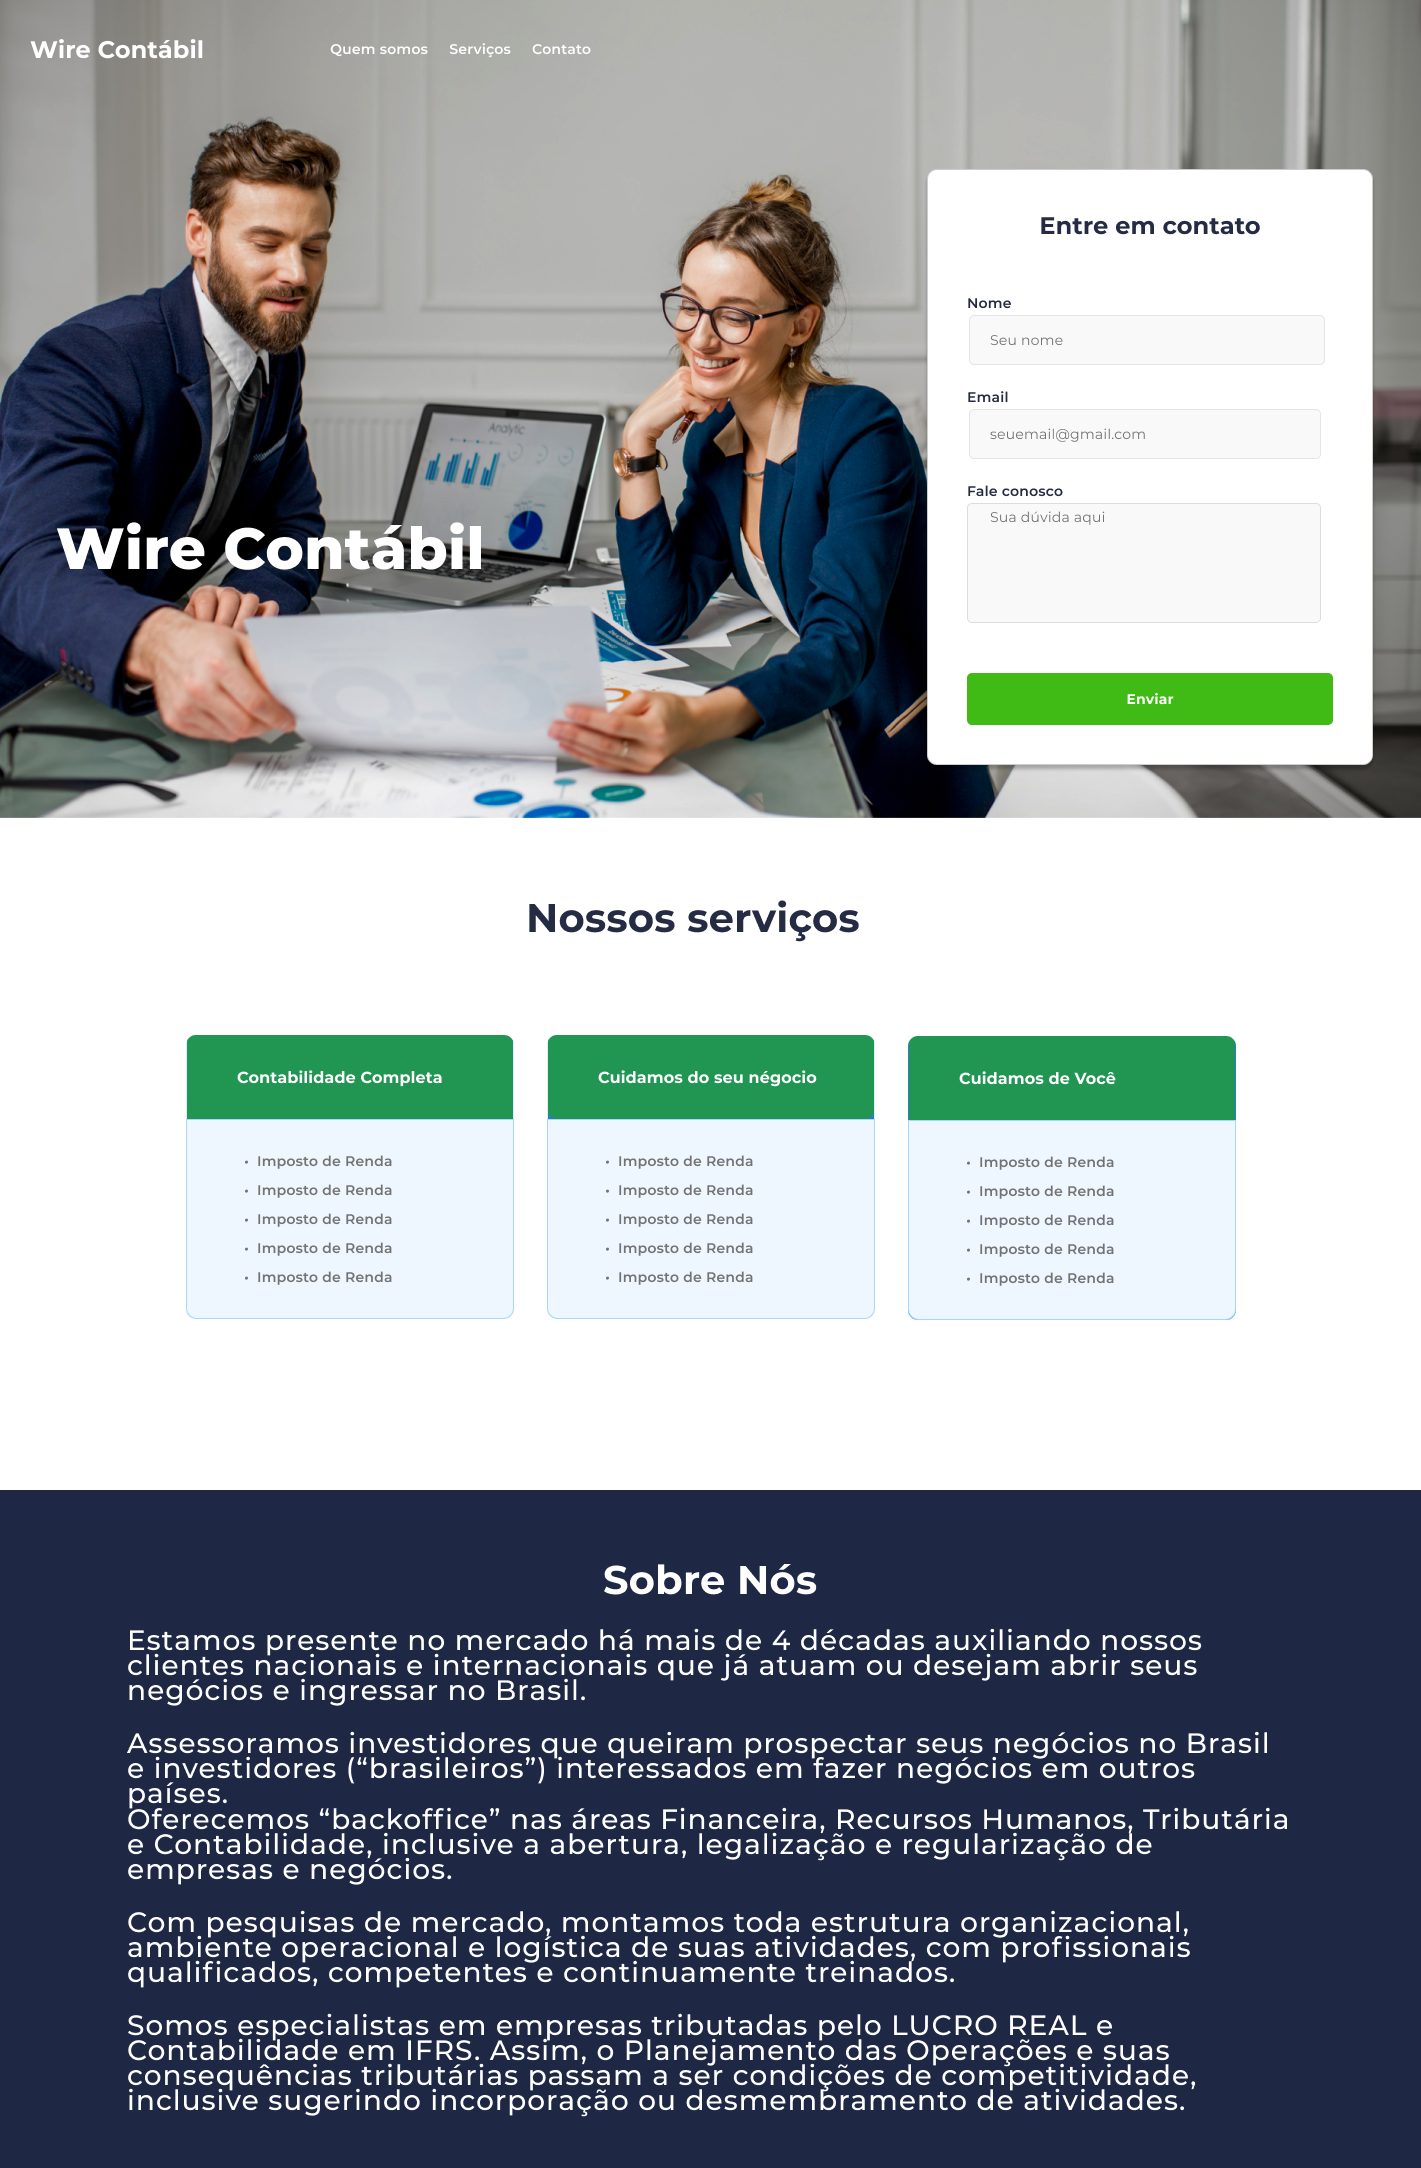 Wire Contábil
Quem somos
Serviços
Contato
Analytic
Wire Contábil
Entre em contato
Nome
Seu nome
Email
seuemail@gmail.com
Fale conosco
Sua dúvida aqui
Enviar
Nossos serviços
Contabilidade Completa
• Imposto de Renda
• Imposto de Renda
• Imposto de Renda
• Imposto de Renda
• Imposto de Renda
Cuidamos do seu négocio
• Imposto de Renda
• Imposto de Renda
• Imposto de Renda
• Imposto de Renda
• Imposto de Renda
Cuidamos de Você
• Imposto de Renda
• Imposto de Renda
• Imposto de Renda
• Imposto de Renda
• Imposto de Renda
Sobre Nós
Estamos presente no mercado há mais de 4 décadas auxiliando nossos
clientes nacionais e internacionais que já atuam ou desejam abrir seus
negócios e ingressar no Brasil.
Assessoramos investidores que queiram prospectar seus negócios no Brasil
e investidores (“brasileiros”) interessados em fazer negócios em outros
países.
Oferecemos “backoffice” nas áreas Financeira, Recursos Humanos, Tributária
e Contabilidade, inclusive a abertura, legalização e regularização de
empresas e negócios.
Com pesquisas de mercado, montamos toda estrutura organizacional,
ambiente operacional e logística de suas atividades, com profissionais
qualificados, competentes e continuamente treinados.
Somos especialistas em empresas tributadas pelo LUCRO REAL e
Contabilidade em IFRS. Assim, o Planejamento das Operações e suas
consequências tributárias passam a ser condições de competitividade,
inclusive sugerindo incorporação ou desmembramento de atividades.